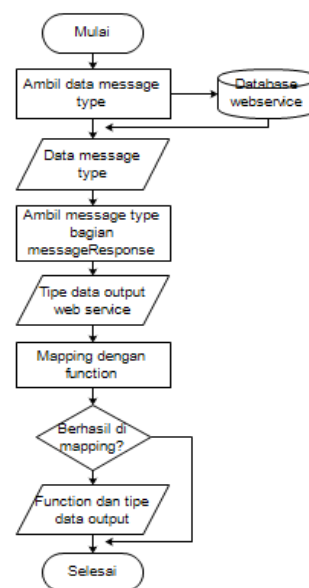 Mulai
Ambil data message
type
Database
webservice
Data message
type
Ambil message type
bagian
messageResponse
Tipe data output
web service
Mapping dengan
function
Berhasil di
mapping?
Function dan tipe
data output
Selesai